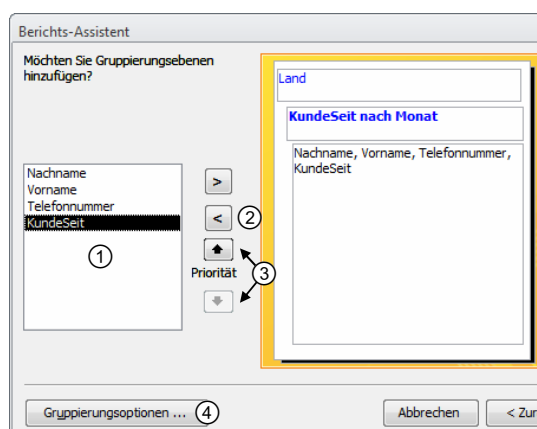 Berichts-Assistent
Möchten Sie Gruppierungsebenen
hinzufügen?
Nachname
Vorname
Telefonnummer
KundeSeit
①
>
<
②
Priorität
③
Land
KundeSeit nach Monat
Nachname, Vorname, Telefonnummer,
KundeSeit
Gruppierungsoptionen ...
④
Abbrechen
< Zur